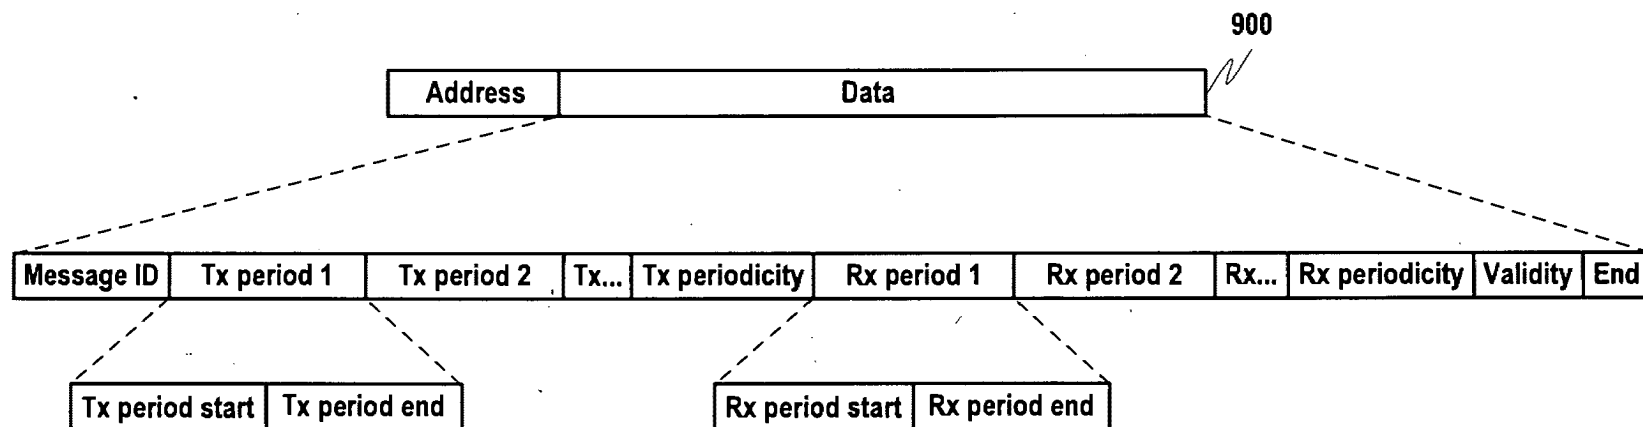 900
Address Data
Message ID Tx period 1 Tx period 2 Tx... Tx periodicity Rx period 1 Rx period 2 Rx... Rx periodicity Validity End
Tx period start Tx period end Rx period start Rx period end